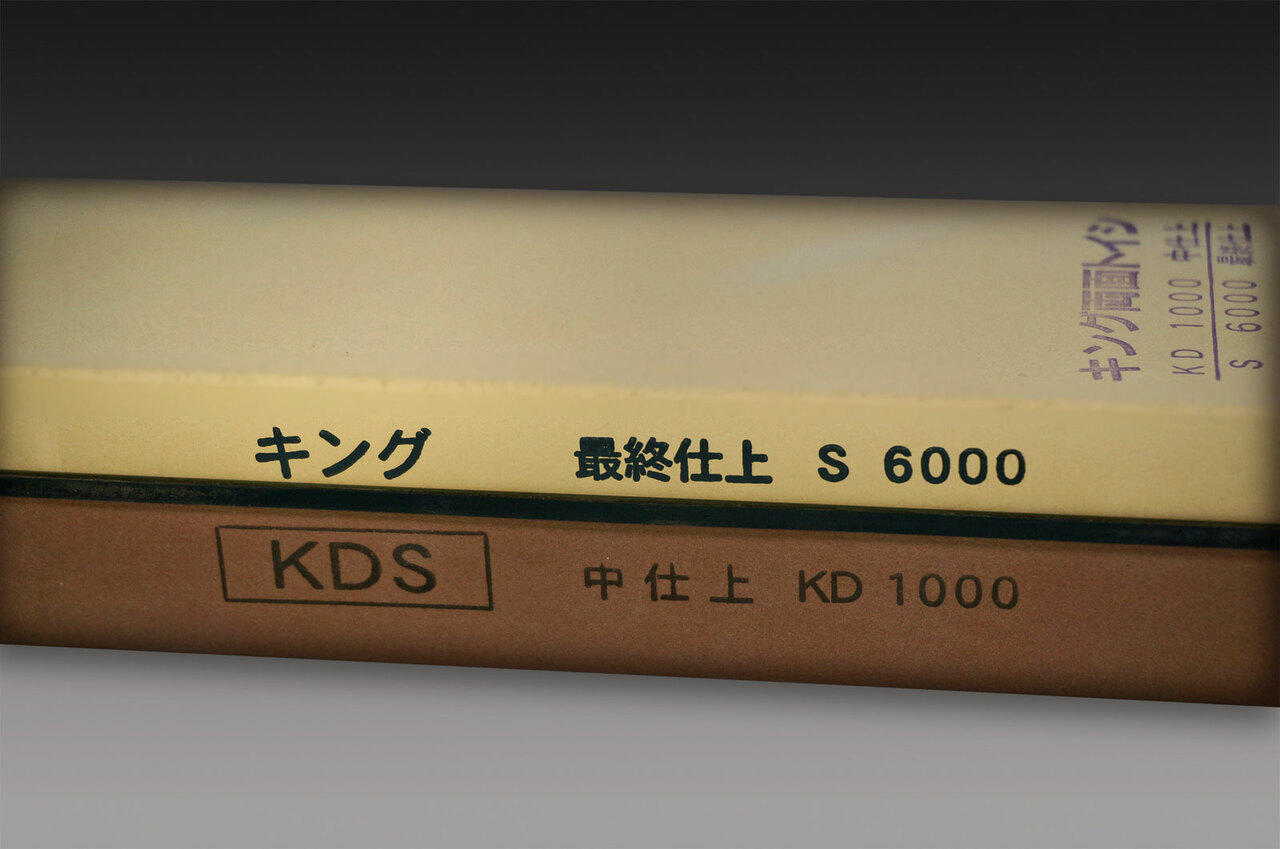 キング 最終仕上 S 6000
KDS 中仕上 KD 1000
キング両面トイシ
KD 1000 中仕上
S 6000 最終仕上